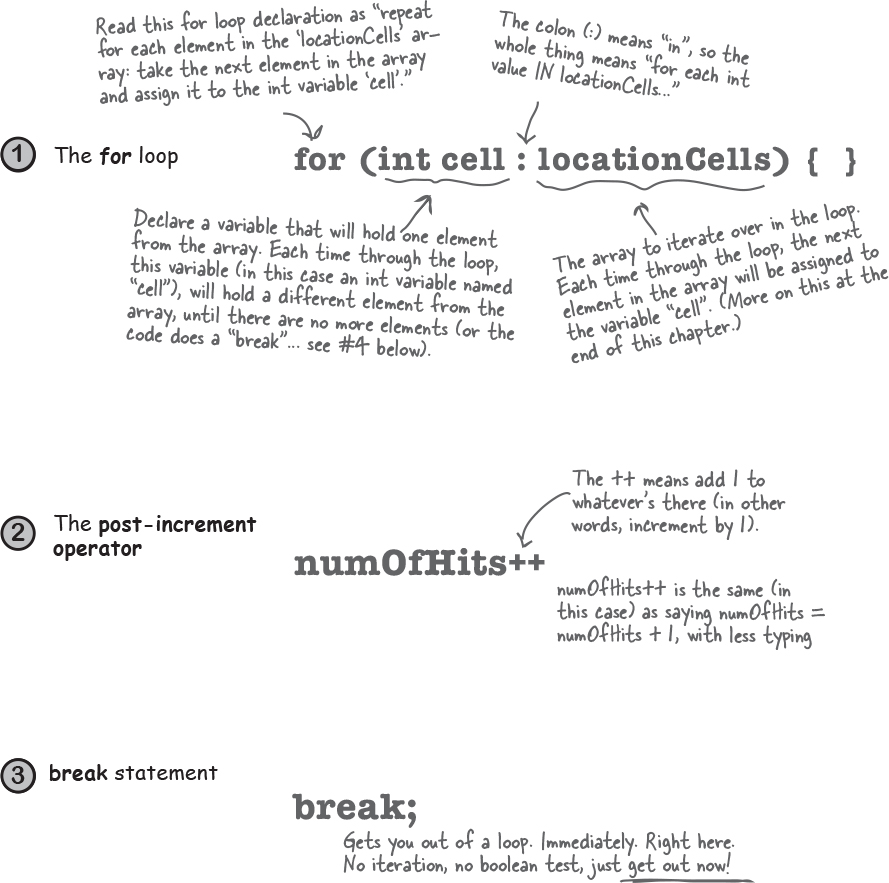 Read this for loop declaration as “repeat
for each element in the ‘locationCells’ ar-
ray: take the next element in the array
and assign it to the int variable ‘cell’.”
The colon (:) means “in”, so the
whole thing means “for each int
value IN locationCells...”
1 The for loop
for (int cell : locationCells) { }
Declare a variable that will hold one element
from the array. Each time through the loop,
this variable (in this case an int variable named
“cell”), will hold a different element from the
array, until there are no more elements (or the
code does a “break”... see #4 below).
The array to iterate over in the loop.
Each time through the loop, the next
element in the array will be assigned to
the variable “cell”. (More on this at the
end of this chapter.)
2 The post-increment
operator
numOfHits++
The ++ means add 1 to
whatever’s there (in other
words, increment by 1).
numOfHits++ is the same (in
this case) as saying numOfHits =
numOfHits + 1, with less typing
3 break statement
break;
Gets you out of a loop. Immediately. Right here.
No iteration, no boolean test, just get out now!